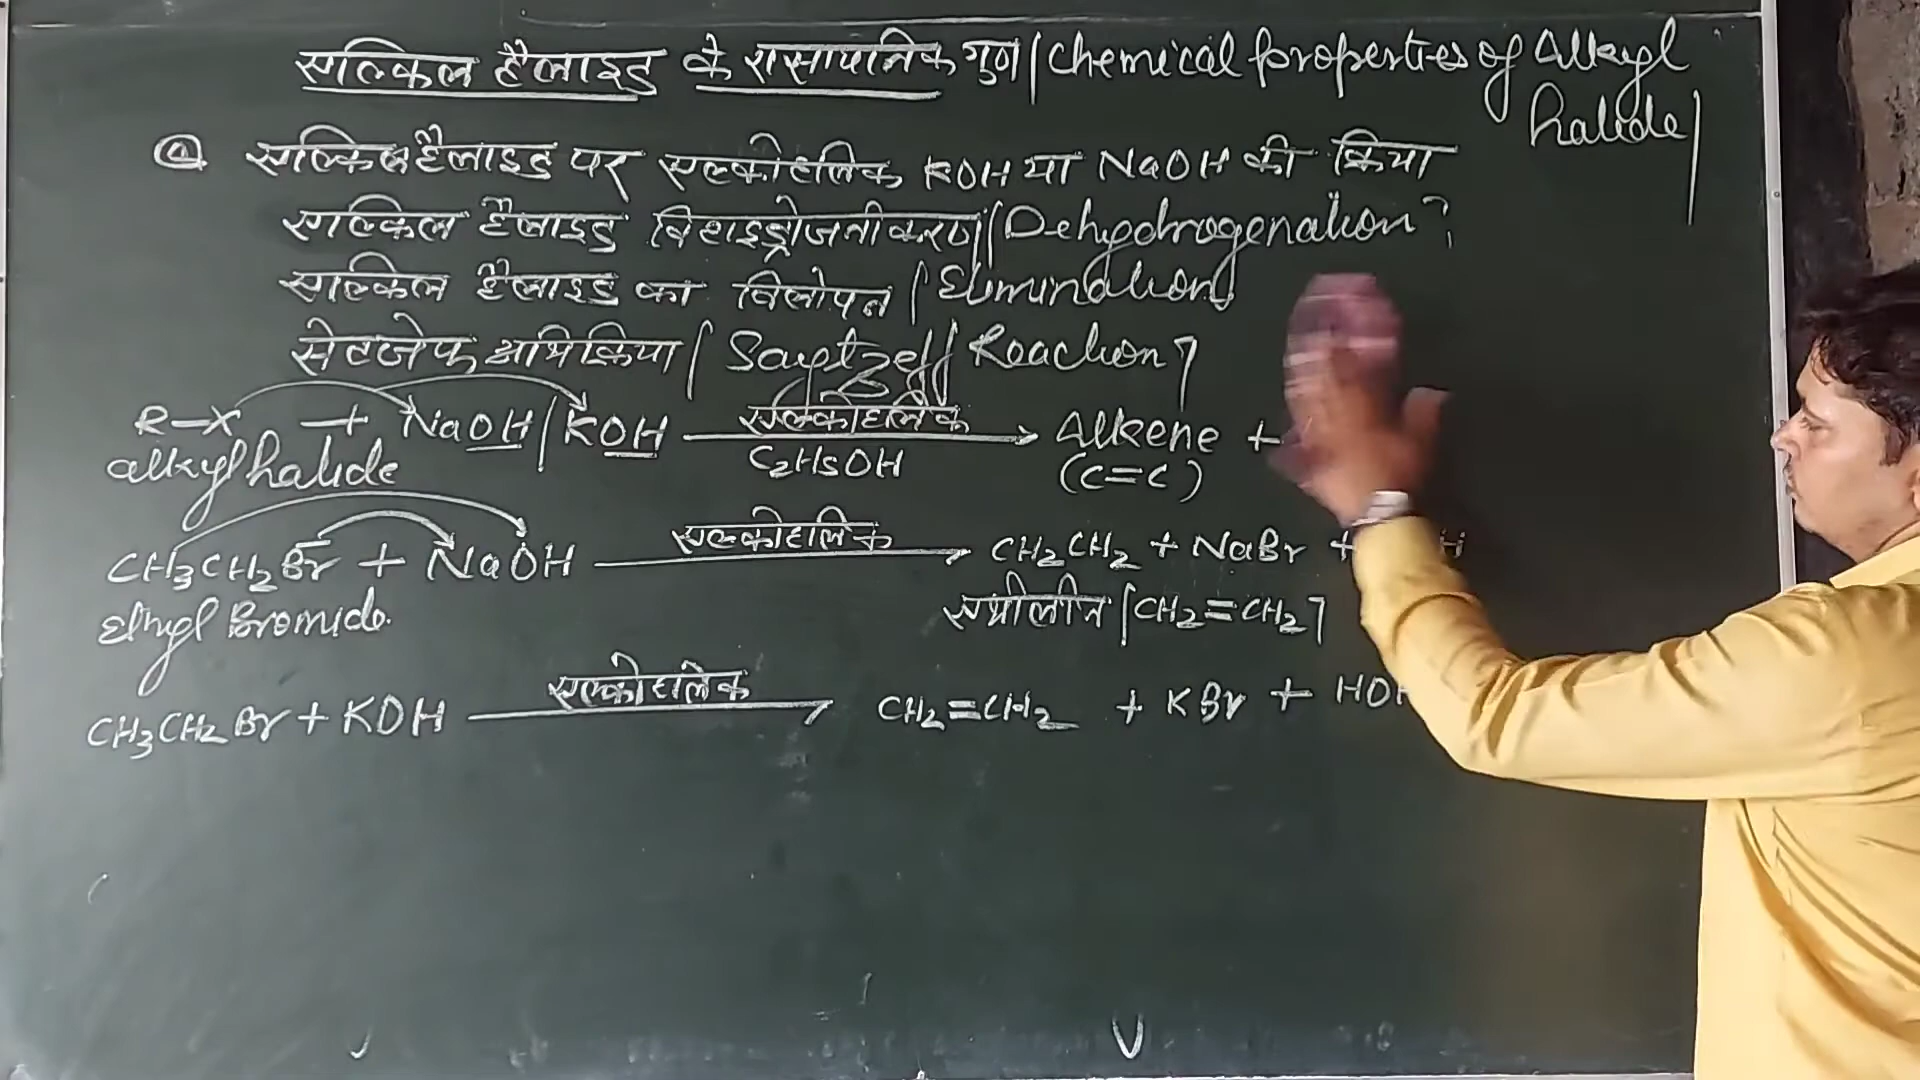 एल्किल हैलाइड के रासायनिक गुण / Chemical properties of Alkyl
halide /
Q एल्किल हैलाइड पर एल्कोहलिक KOH या NaOH की क्रिया
एल्किल हैलाइड विहाइड्रोजनीकरण / Dehydrogenation ?
एल्किल हैलाइड का विलोपन / Elimination
सेटजेफ अभिक्रिया / Saytzeff Reaction ?
R-X + NaOH / KOH एल्कोहलिक → Alkene +
alkyl halide C2H5OH (C=C)
CH3CH2Br + NaOH एल्कोहलिक → CH2CH2 + NaBr + H
Ethyl Bromide. एथीलीन / CH2=CH2
CH3CH2Br + KOH एल्कोहलिक → CH2=CH2 + KBr + HOH